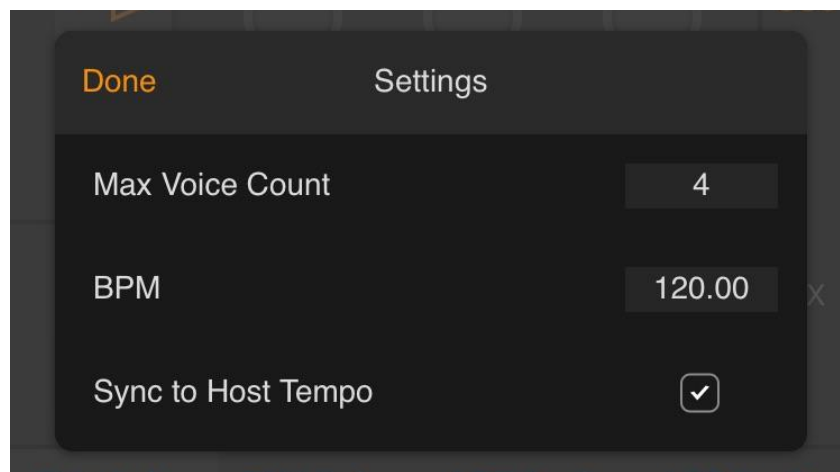 Done Settings
Max Voice Count 4
BPM 120.00
Sync to Host Tempo
X